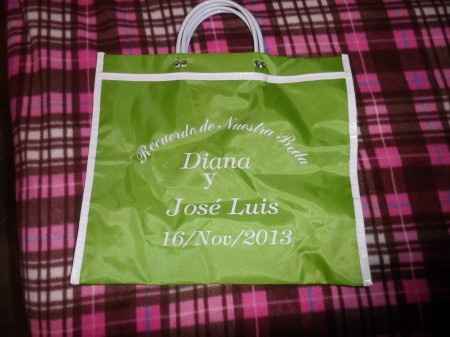 Recuerdo de Nuestra Boda
Diana
y
José Luis
16/Nov/2013